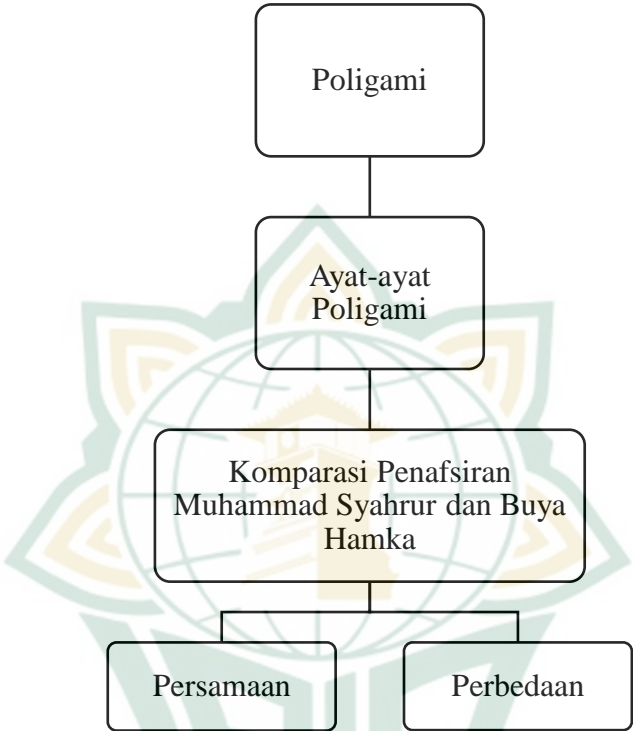 Poligami
Ayat-ayat
Poligami
Komparasi Penafsiran
Muhammad Syahrur dan Buya
Hamka
Persamaan
Perbedaan